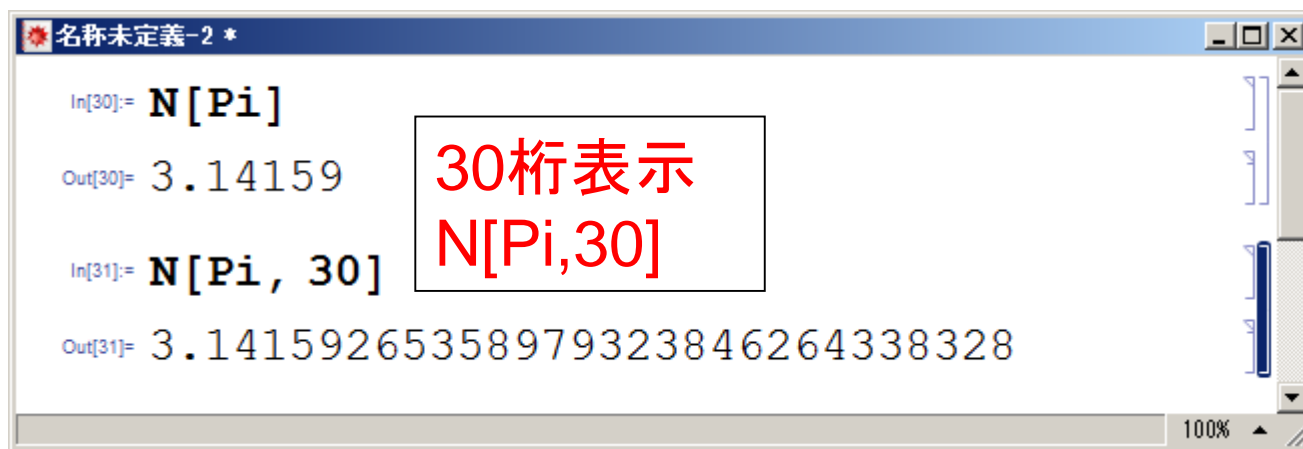 名称未定義-2 *
In[30]:= N[Pi]
Out[30]= 3.14159
30桁表示
N[Pi,30]
In[31]:= N[Pi, 30]
Out[31]= 3.14159265358979323846264338328
100%